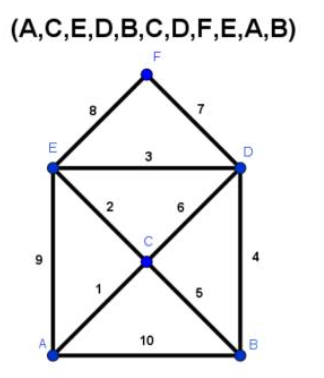 (A,C,E,D,B,C,D,F,E,A,B)
F
8 7
E 3 D
2 6
C
9 4
1 5
A 10 B